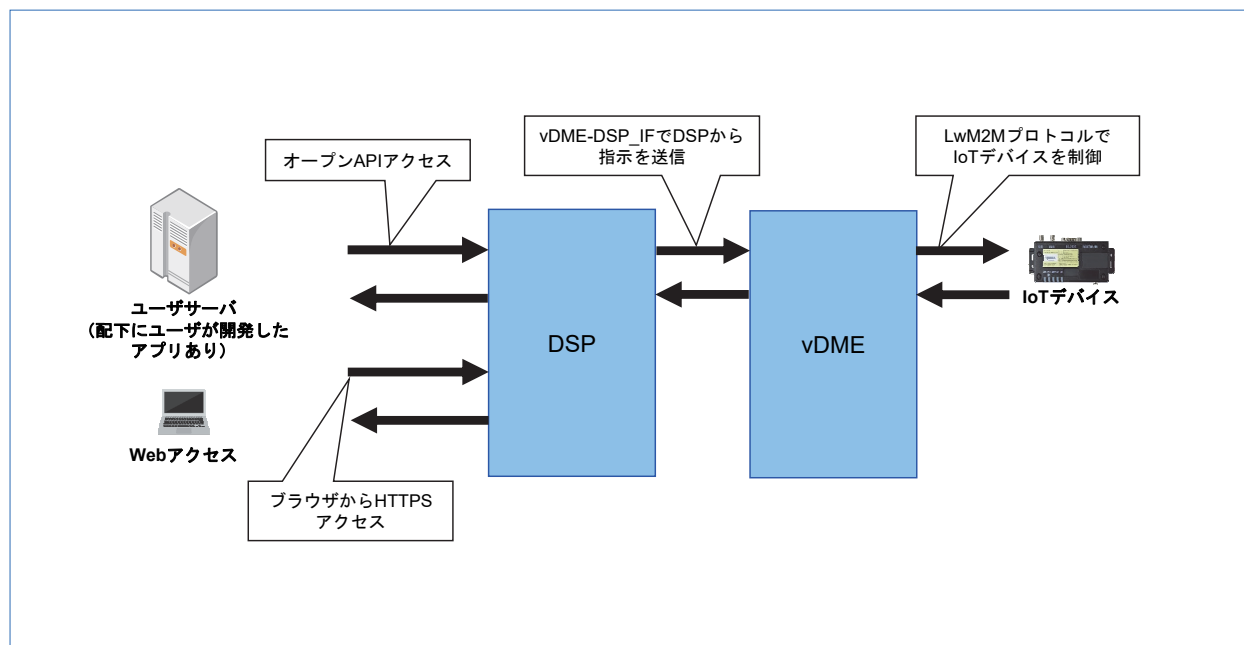 オープンAPIアクセス
vDME-DSP_IFでDSPから
指示を送信
LwM2Mプロトコルで
IoTデバイスを制御
ユーザサーバ
（配下にユーザが開発した
アプリあり）
DSP
vDME
IoTデバイス
Webアクセス
ブラウザからHTTPS
アクセス